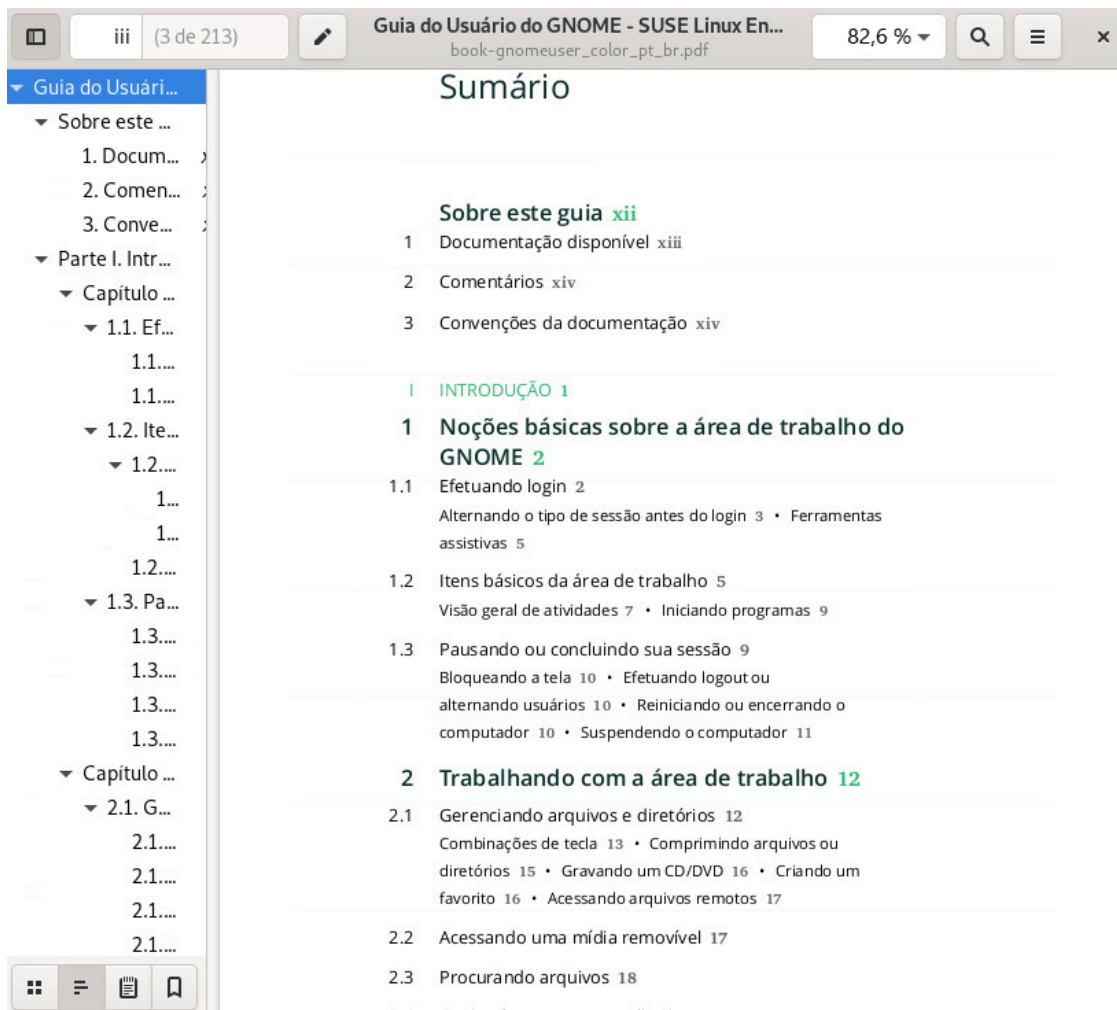 iii (3 de 213)
Guia do Usuário do GNOME - SUSE Linux En...
book-gnomeuser_color_pt_br.pdf
82,6 %
Guia do Usuári...
Sobre este ...
1. Docum...
2. Comen...
3. Conve...
Parte I. Intr...
Capítulo ...
1.1. Ef...
1.1....
1.1....
1.2. Ite...
1.2....
1...
1...
1.2....
1.3. Pa...
1.3....
1.3....
1.3....
1.3....
Capítulo ...
2.1. G...
2.1....
2.1....
2.1....
2.1....
Sumário
Sobre este guia xii
1 Documentação disponível xiii
2 Comentários xiv
3 Convenções da documentação xiv
I INTRODUÇÃO 1
1 Noções básicas sobre a área de trabalho do
GNOME 2
1.1 Efetuando login 2
Alternando o tipo de sessão antes do login 3 • Ferramentas
assistivas 5
1.2 Itens básicos da área de trabalho 5
Visão geral de atividades 7 • Iniciando programas 9
1.3 Pausando ou concluindo sua sessão 9
Bloqueando a tela 10 • Efetuando logout ou
alternando usuários 10 • Reiniciando ou encerrando o
computador 10 • Suspendendo o computador 11
2 Trabalhando com a área de trabalho 12
2.1 Gerenciando arquivos e diretórios 12
Combinações de tecla 13 • Comprimindo arquivos ou
diretórios 15 • Gravando um CD/DVD 16 • Criando um
favorito 16 • Acessando arquivos remotos 17
2.2 Acessando uma mídia removível 17
2.3 Procurando arquivos 18